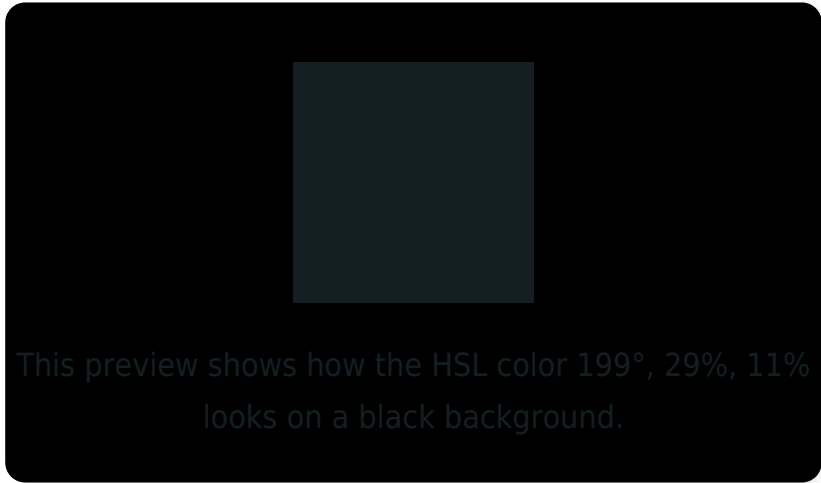 This preview shows how the HSL color 199°, 29%, 11%
looks on a black background.